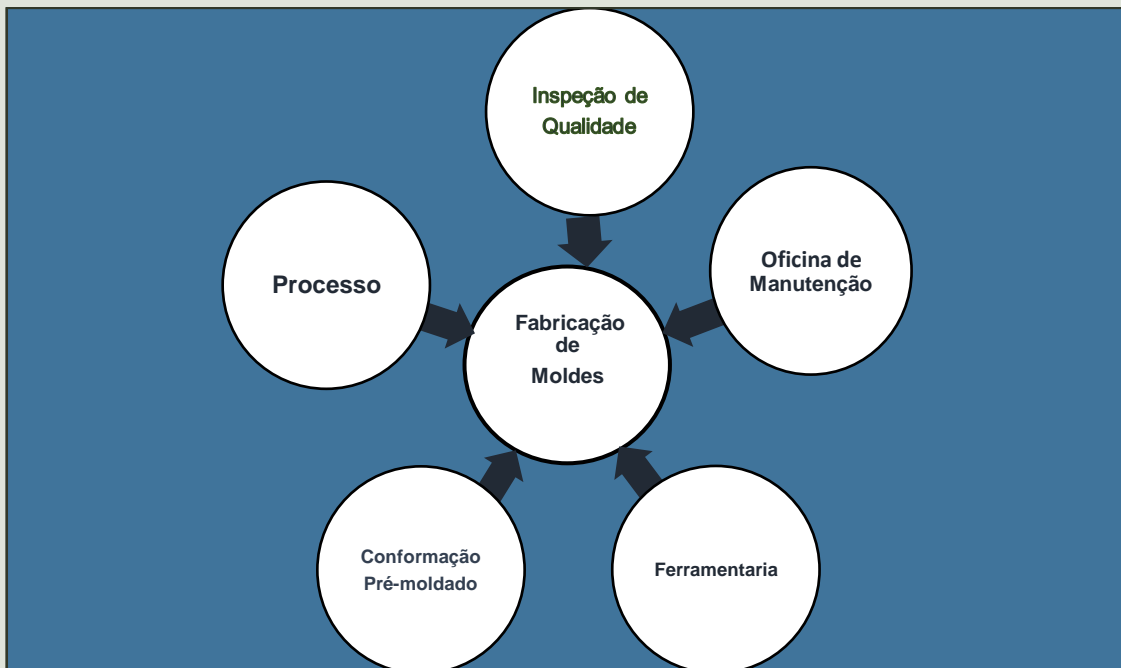 Inspeção de
Qualidade
Oficina de
Manutenção
Processo
Fabricação
de
Moldes
Conformação
Pré-moldado
Ferramentaria